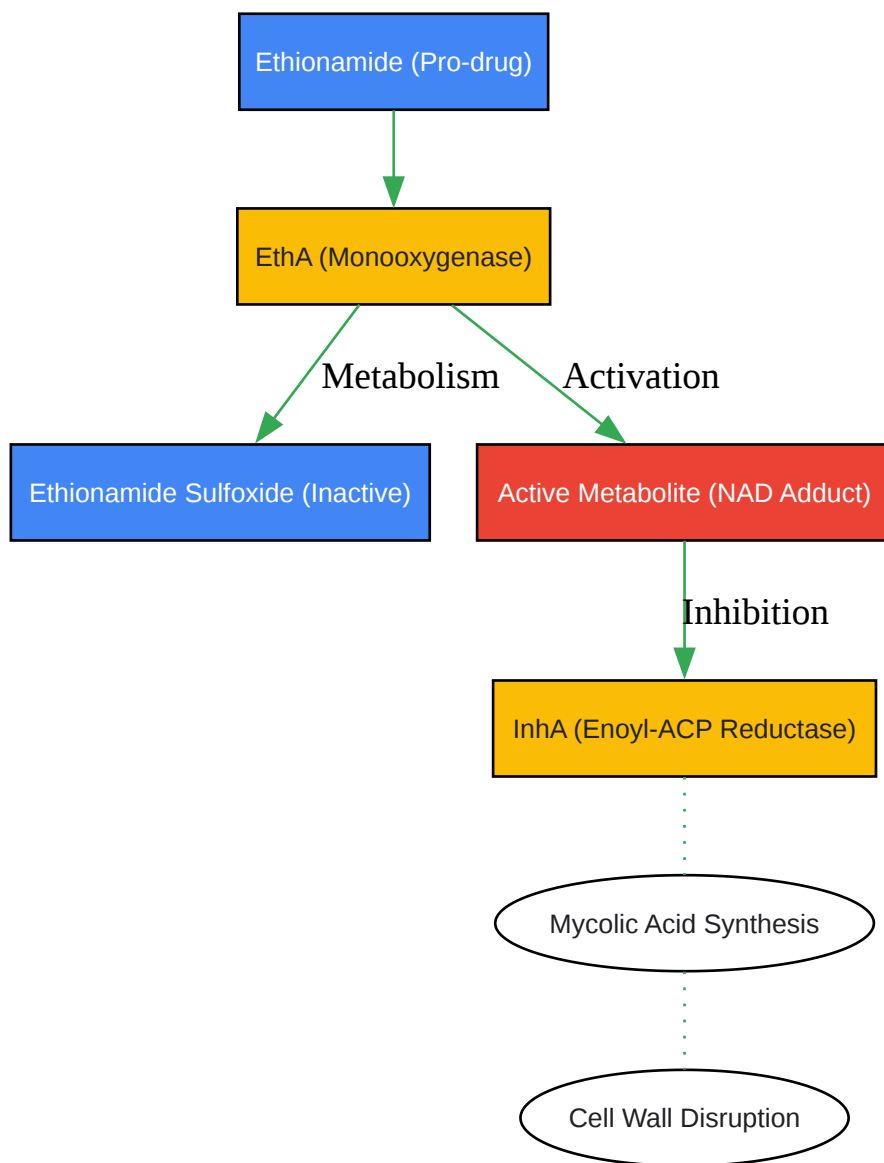 Ethionamide (Pro-drug)
EthA (Monooxygenase)
Metabolism
Activation
Ethionamide Sulfoxide (Inactive)
Active Metabolite (NAD Adduct)
Inhibition
InhA (Enoyl-ACP Reductase)
Mycolic Acid Synthesis
Cell Wall Disruption